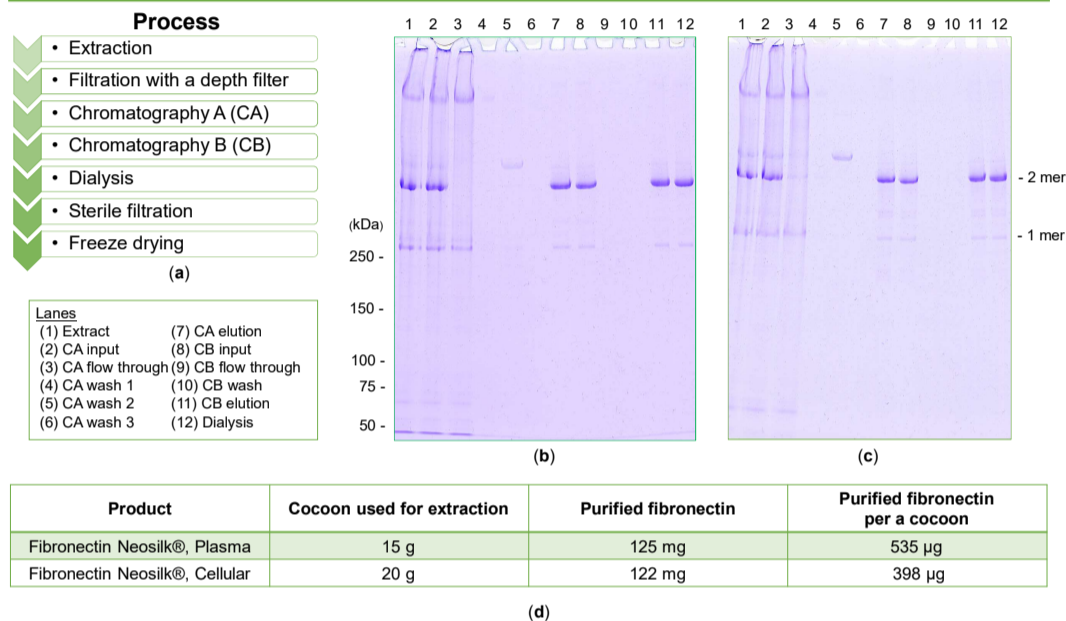 Process
• Extraction
• Filtration with a depth filter
• Chromatography A (CA)
• Chromatography B (CB)
• Dialysis
• Sterile filtration
• Freeze drying
(a)
Lanes
(1) Extract (7) CA elution
(2) CA input (8) CB input
(3) CA flow through (9) CB flow through
(4) CA wash 1 (10) CB wash
(5) CA wash 2 (11) CB elution
(6) CA wash 3 (12) Dialysis
1 2 3 4 5 6 7 8 9 10 11 12
(kDa)
250 -
150 -
100 -
75 -
50 -
(b)
1 2 3 4 5 6 7 8 9 10 11 12
- 2 mer
- 1 mer
(c)
Product Cocoon used for extraction Purified fibronectin Purified fibronectin
per a cocoon
Fibronectin Neosilk®, Plasma 15 g 125 mg 535 µg
Fibronectin Neosilk®, Cellular 20 g 122 mg 398 µg
(d)